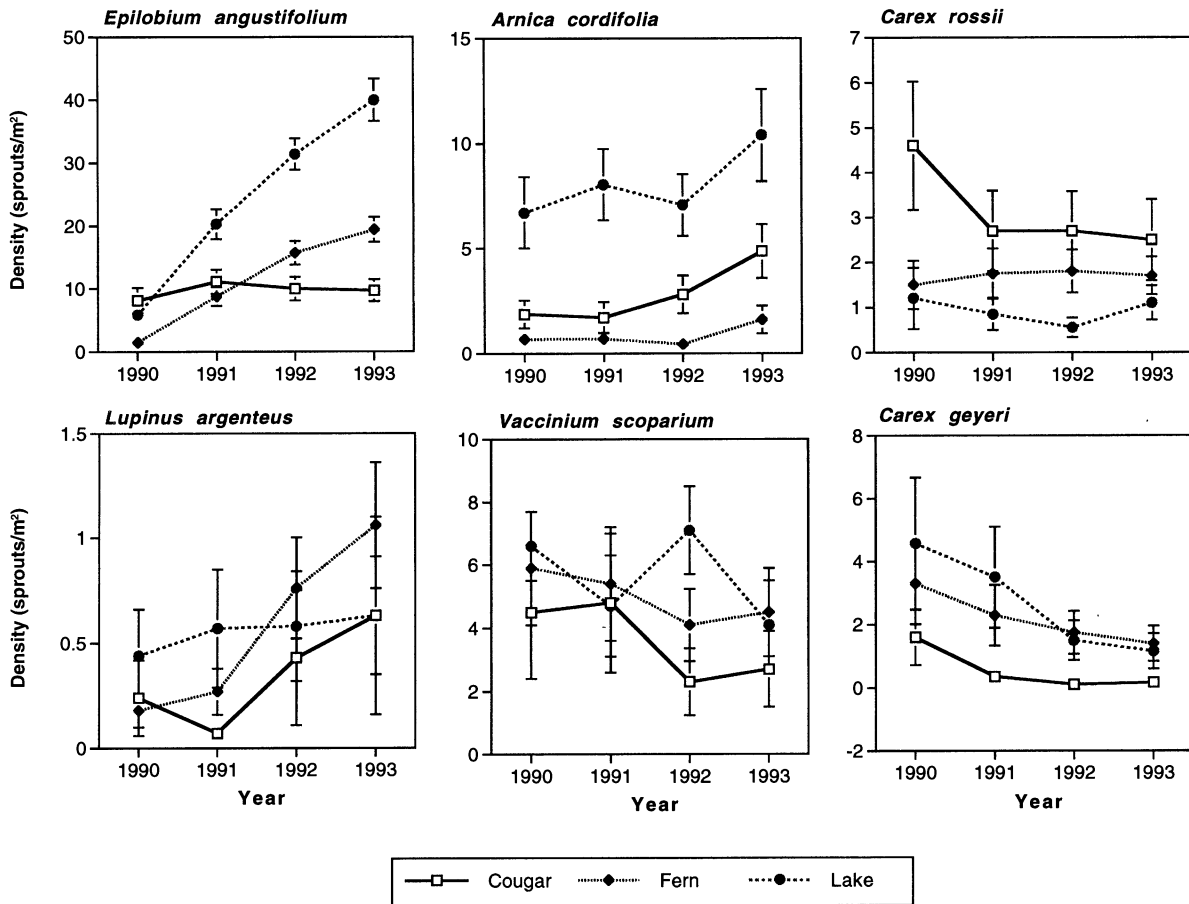 Epilobium angustifolium
Arnica cordifolia
Carex rossii
Density (sprouts/m²)
50
40
30
20
10
0
1990 1991 1992 1993
15
10
5
0
1990 1991 1992 1993
7
6
5
4
3
2
1
0
1990 1991 1992 1993
Lupinus argenteus
Vaccinium scoparium
Carex geyeri
Density (sprouts/m²)
1.5
1
0.5
0
1990 1991 1992 1993
Year
10
8
6
4
2
0
1990 1991 1992 1993
Year
8
6
4
2
0
-2
1990 1991 1992 1993
Year
Cougar Fern Lake